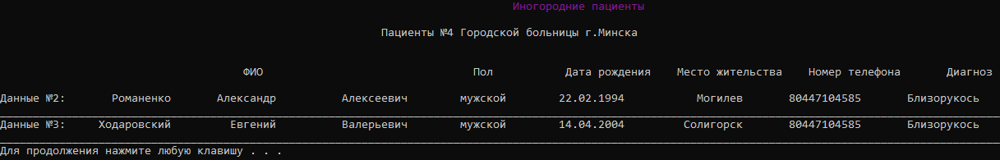 Иногородние пациенты
Пациенты №4 Городской больницы г.Минска
ФИО Пол Дата рождения Место жительства Номер телефона Диагноз
Данные №2: Романенко Александр Алексеевич мужской 22.02.1994 Могилев 80447104585 Близорукось
Данные №3: Ходаровский Евгений Валерьевич мужской 14.04.2004 Солигорск 80447104585 Близорукось
Для продолжения нажмите любую клавишу . . .